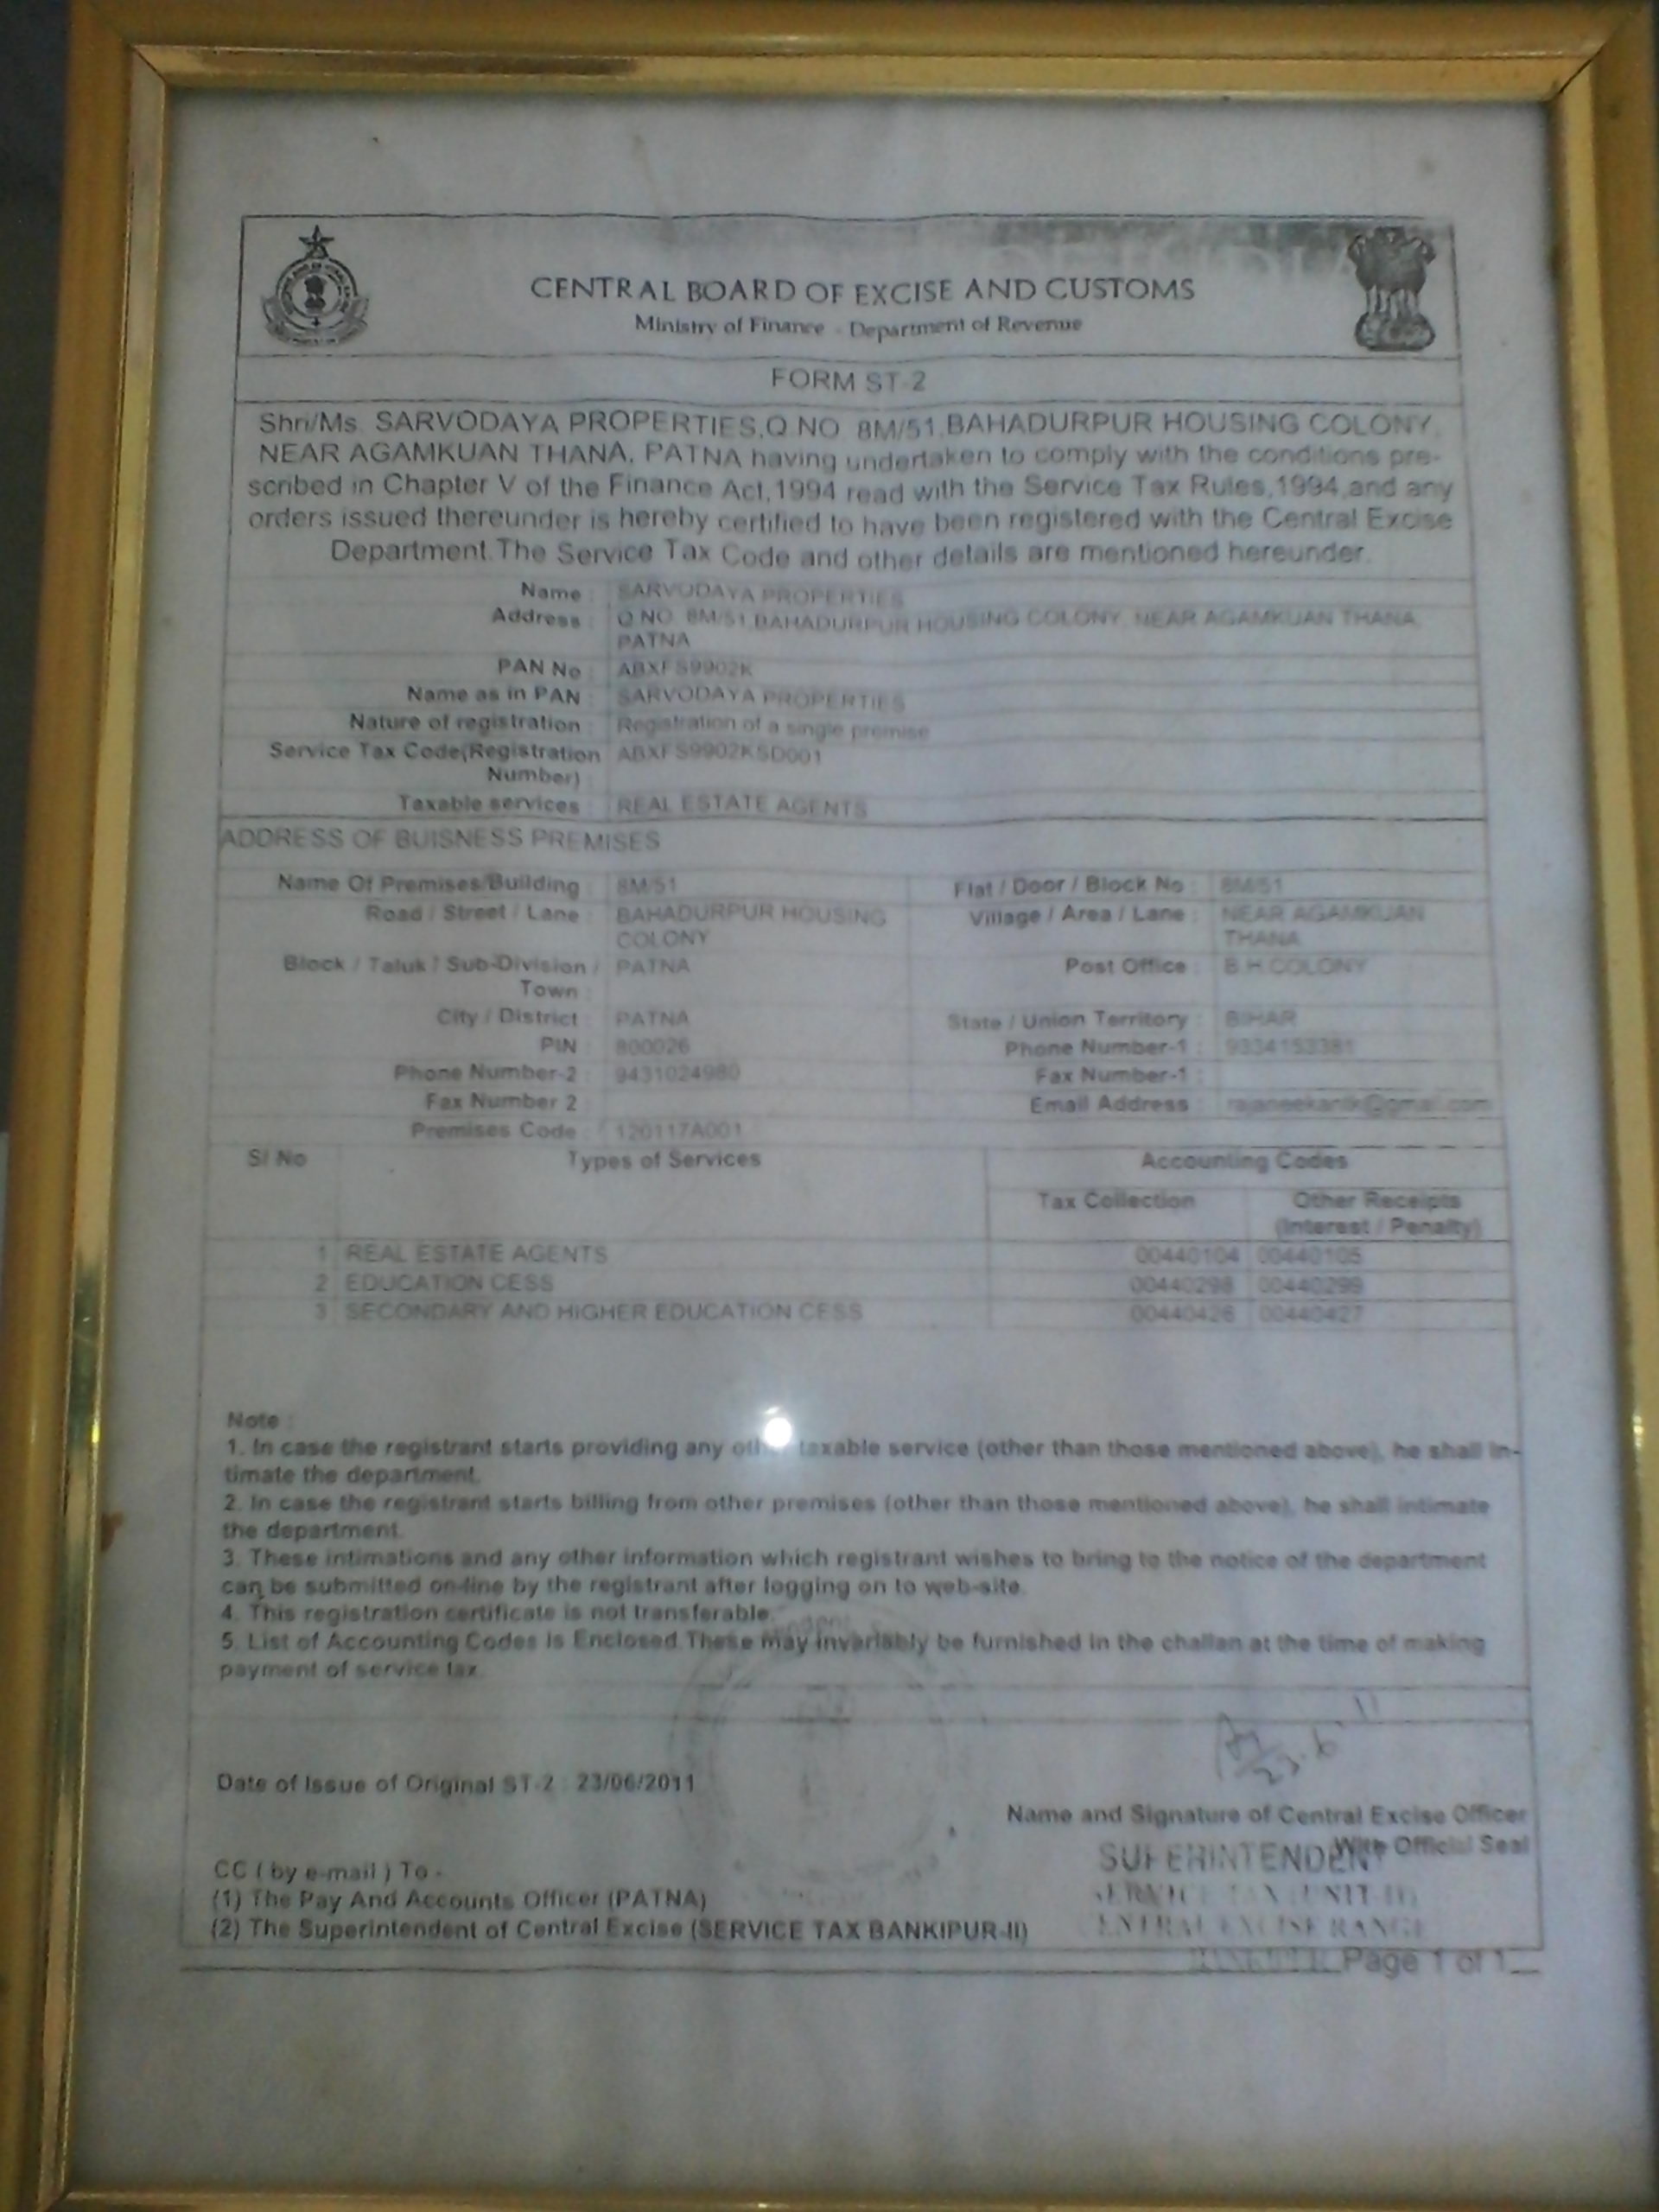 CENTRAL BOARD OF EXCISE AND CUSTOMS
Ministry of Finance - Department of Revenue
FORM ST-2
Shri/Ms. SARVODAYA PROPERTIES,Q.NO. 8M/51,BAHADURPUR HOUSING COLONY,
NEAR AGAMKUAN THANA, PATNA having undertaken to comply with the conditions pre-
scribed in Chapter V of the Finance Act,1994 read with the Service Tax Rules,1994,and any
orders issued thereunder is hereby certified to have been registered with the Central Excise
Department.The Service Tax Code and other details are mentioned hereunder.
Name : SARVODAYA PROPERTIES
Address : Q.NO. 8M/51,BAHADURPUR HOUSING COLONY, NEAR AGAMKUAN THANA,
PATNA
PAN No : ABXFS9902K
Name as in PAN : SARVODAYA PROPERTIES
Nature of registration : Registration of a single premise
Service Tax Code(Registration ABXFS9902KSD001
Number)
Taxable services : REAL ESTATE AGENTS
ADDRESS OF BUISNESS PREMISES
Name Of Premises/Building : 8M/51 Flat / Door / Block No : 8M/51
Road / Street / Lane : BAHADURPUR HOUSING Village / Area / Lane : NEAR AGAMKUAN
COLONY THANA
Block / Taluk / Sub-Division / PATNA Post Office : B.H.COLONY
Town :
City / District : PATNA State / Union Territory : BIHAR
PIN : 800026 Phone Number-1 : 9334153381
Phone Number-2 : 9431024980 Fax Number-1 :
Fax Number 2 Email Address : rajaneekantk@gmail.com
Premises Code : 120117A001
Sl No Types of Services Accounting Codes
Tax Collection Other Receipts
(Interest / Penalty)
1 REAL ESTATE AGENTS 00440104 00440105
2 EDUCATION CESS 00440298 00440299
3 SECONDARY AND HIGHER EDUCATION CESS 00440426 00440427
Note :
1. In case the registrant starts providing any other taxable service (other than those mentioned above), he shall in-
timate the department.
2. In case the registrant starts billing from other premises (other than those mentioned above), he shall intimate
the department.
3. These intimations and any other information which registrant wishes to bring to the notice of the department
can be submitted on-line by the registrant after logging on to web-site.
4. This registration certificate is not transferable.
5. List of Accounting Codes is Enclosed.These may invariably be furnished in the challan at the time of making
payment of service tax.
23.6 11
Date of Issue of Original ST-2 : 23/06/2011
Name and Signature of Central Excise Officer
With Official Seal
SUPERINTENDENT
SERVICE TAX (UNIT-II)
CENTRAL EXCISE RANGE
CC ( by e-mail ) To -
(1) The Pay And Accounts Officer (PATNA)
(2) The Superintendent of Central Excise (SERVICE TAX BANKIPUR-II)
Page 1 of 1